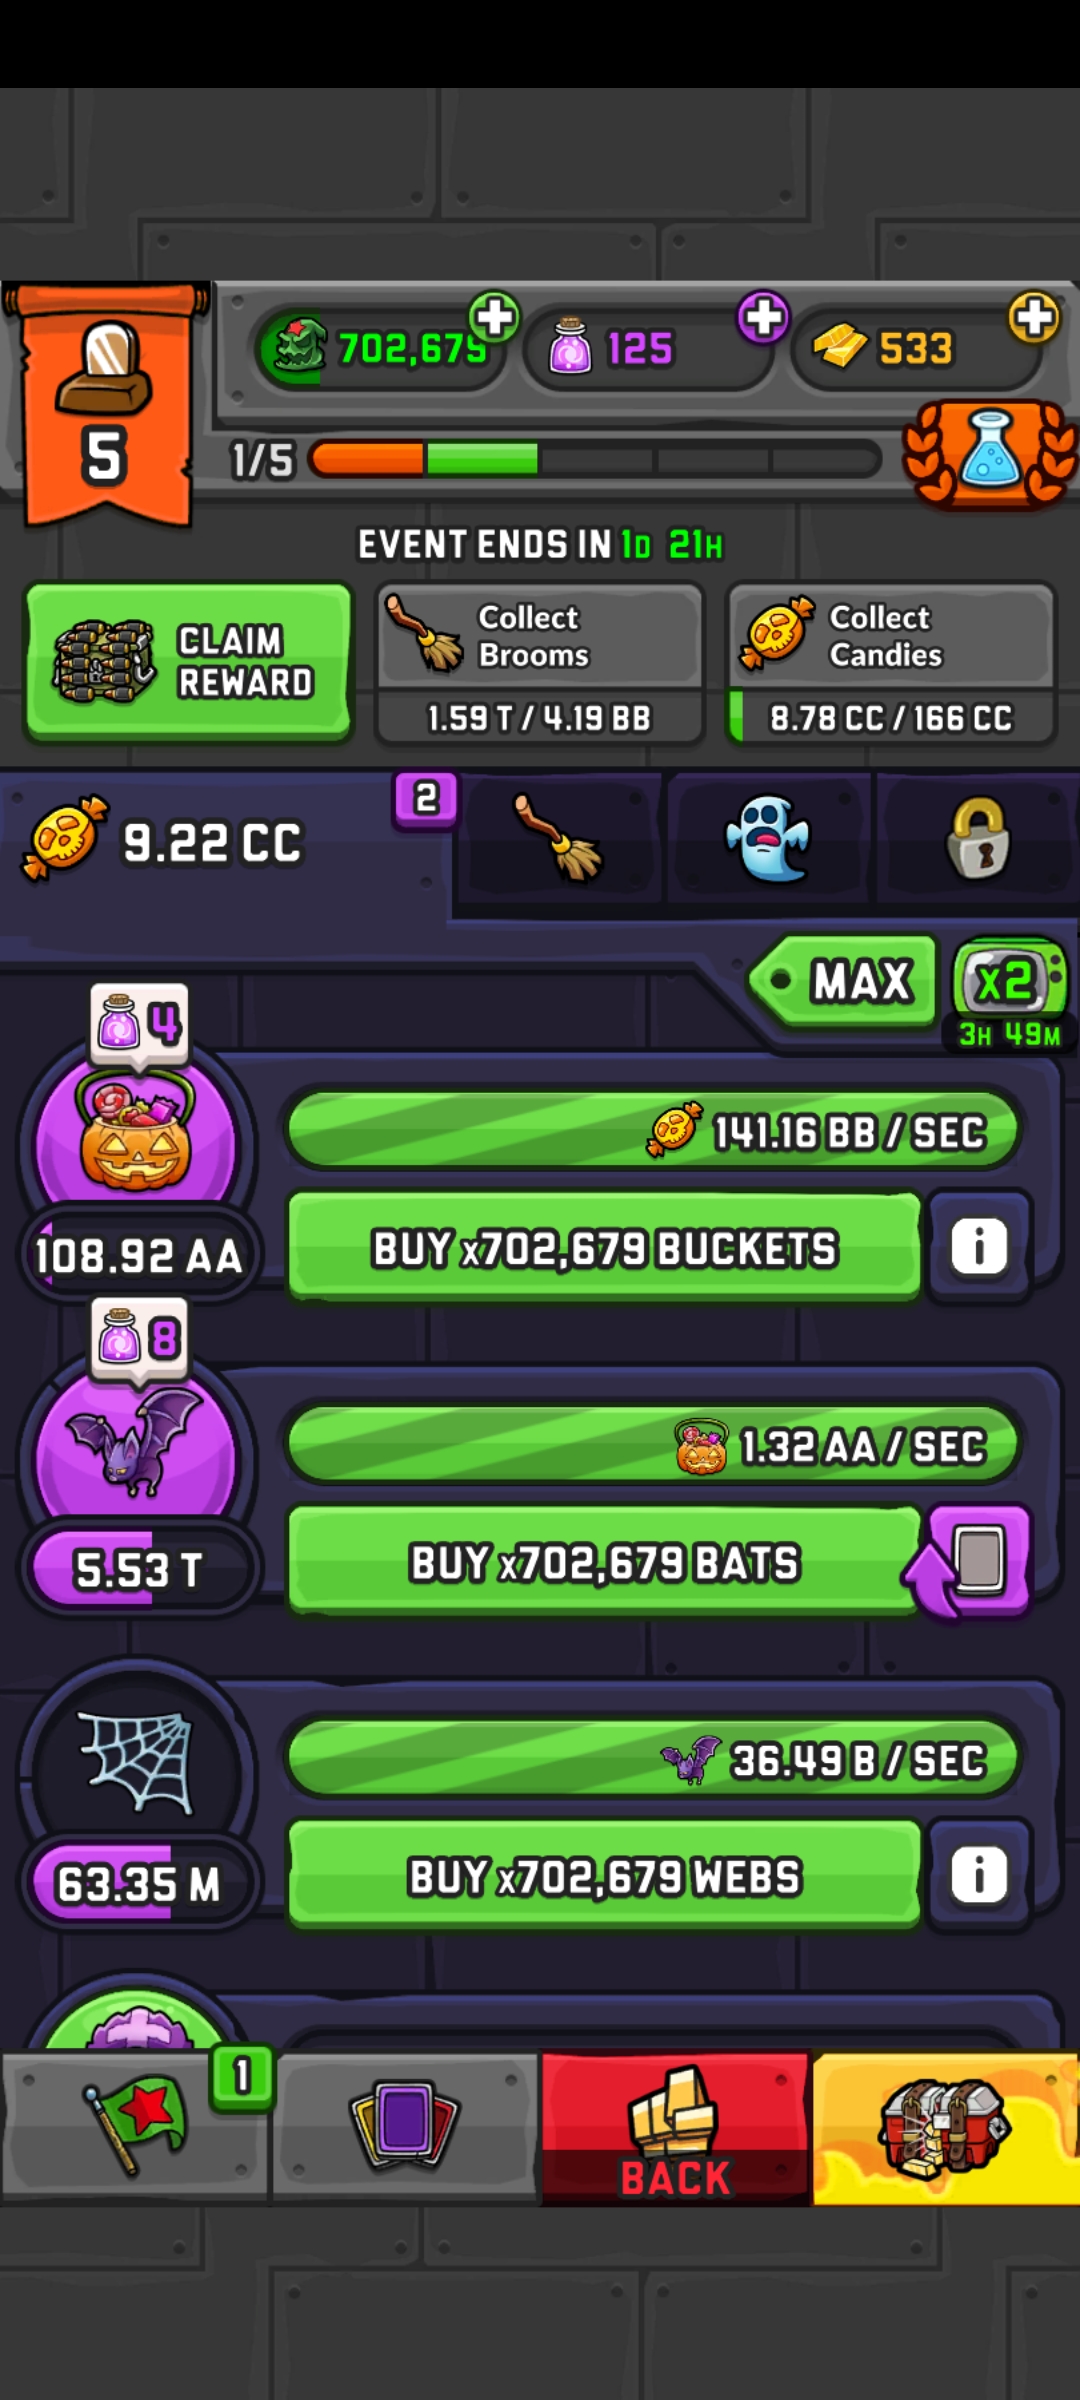 702,679
125
533
5
1/5
EVENT ENDS IN 1D 21H
CLAIM
REWARD
Collect
Brooms
1.59 T / 4.19 BB
Collect
Candies
8.78 CC / 166 CC
9.22 CC
2
MAX
x2
3H 49M
4
141.16 BB / SEC
108.92 AA
BUY x702,679 BUCKETS
i
8
1.32 AA / SEC
5.53 T
BUY x702,679 BATS
36.49 B / SEC
63.35 M
BUY x702,679 WEBS
i
1
BACK